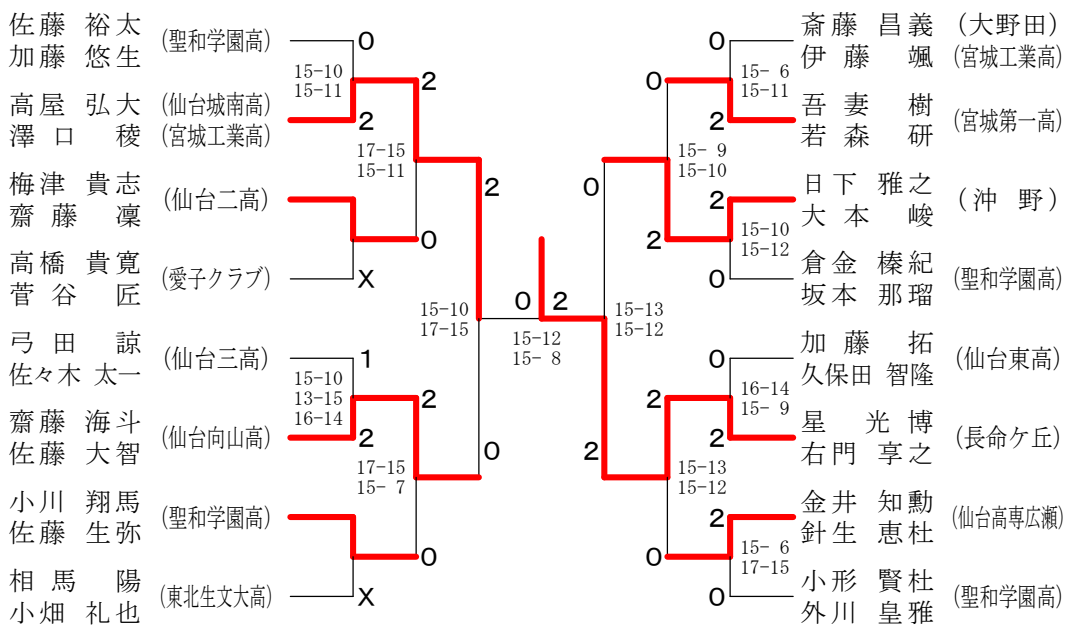 佐藤 裕太
加藤 悠生
(聖和学園高)
0
15-10
15-11
高屋 弘大
澤口 稜
(仙台城南高)
(宮城工業高)
2
2
17-15
15-11
梅津 貴志
齋藤 凜
(仙台二高)
0
高橋 貴寛
菅谷 匠
(愛子クラブ)
X
2
15-10
17-15
弓田 諒
佐々木 太一
(仙台三高)
1
15-10
13-15
16-14
齋藤 海斗
佐藤 大智
(仙台向山高)
2
2
17-15
15- 7
0
小川 翔馬
佐藤 生弥
(聖和学園高)
0
相馬 陽
小畑 礼也
(東北生文大高)
X
0 2
15-12
15- 8
斎藤 昌義 (大野田)
伊藤 颯 (宮城工業高)
0
15- 6
15-11
0
吾妻 樹
若森 研
(宮城第一高)
2
15- 9
15-10
0
日下 雅之
大本 峻
(沖野)
2
15-10
15-12
2
倉金 榛紀
坂本 那瑠
(聖和学園高)
0
15-13
15-12
加藤 拓
久保田 智隆
(仙台東高)
0
16-14
15- 9
2
星 光博
右門 享之
(長命ケ丘)
2
2
15-13
15-12
金井 知勲
針生 恵杜
(仙台高専広瀬)
2
15- 6
17-15
0
小形 賢杜
外川 皇雅
(聖和学園高)
0